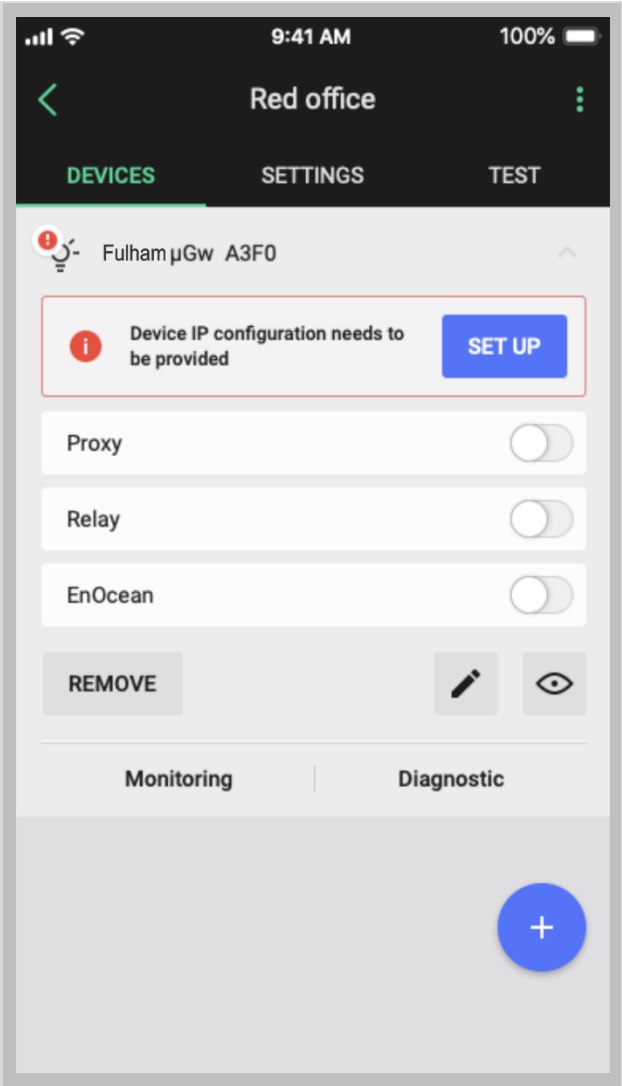 9:41 AM 100%
Red office
DEVICES SETTINGS TEST
Fulham µGw A3F0
Device IP configuration needs to
be provided
SET UP
Proxy
Relay
EnOcean
REMOVE
Monitoring Diagnostic